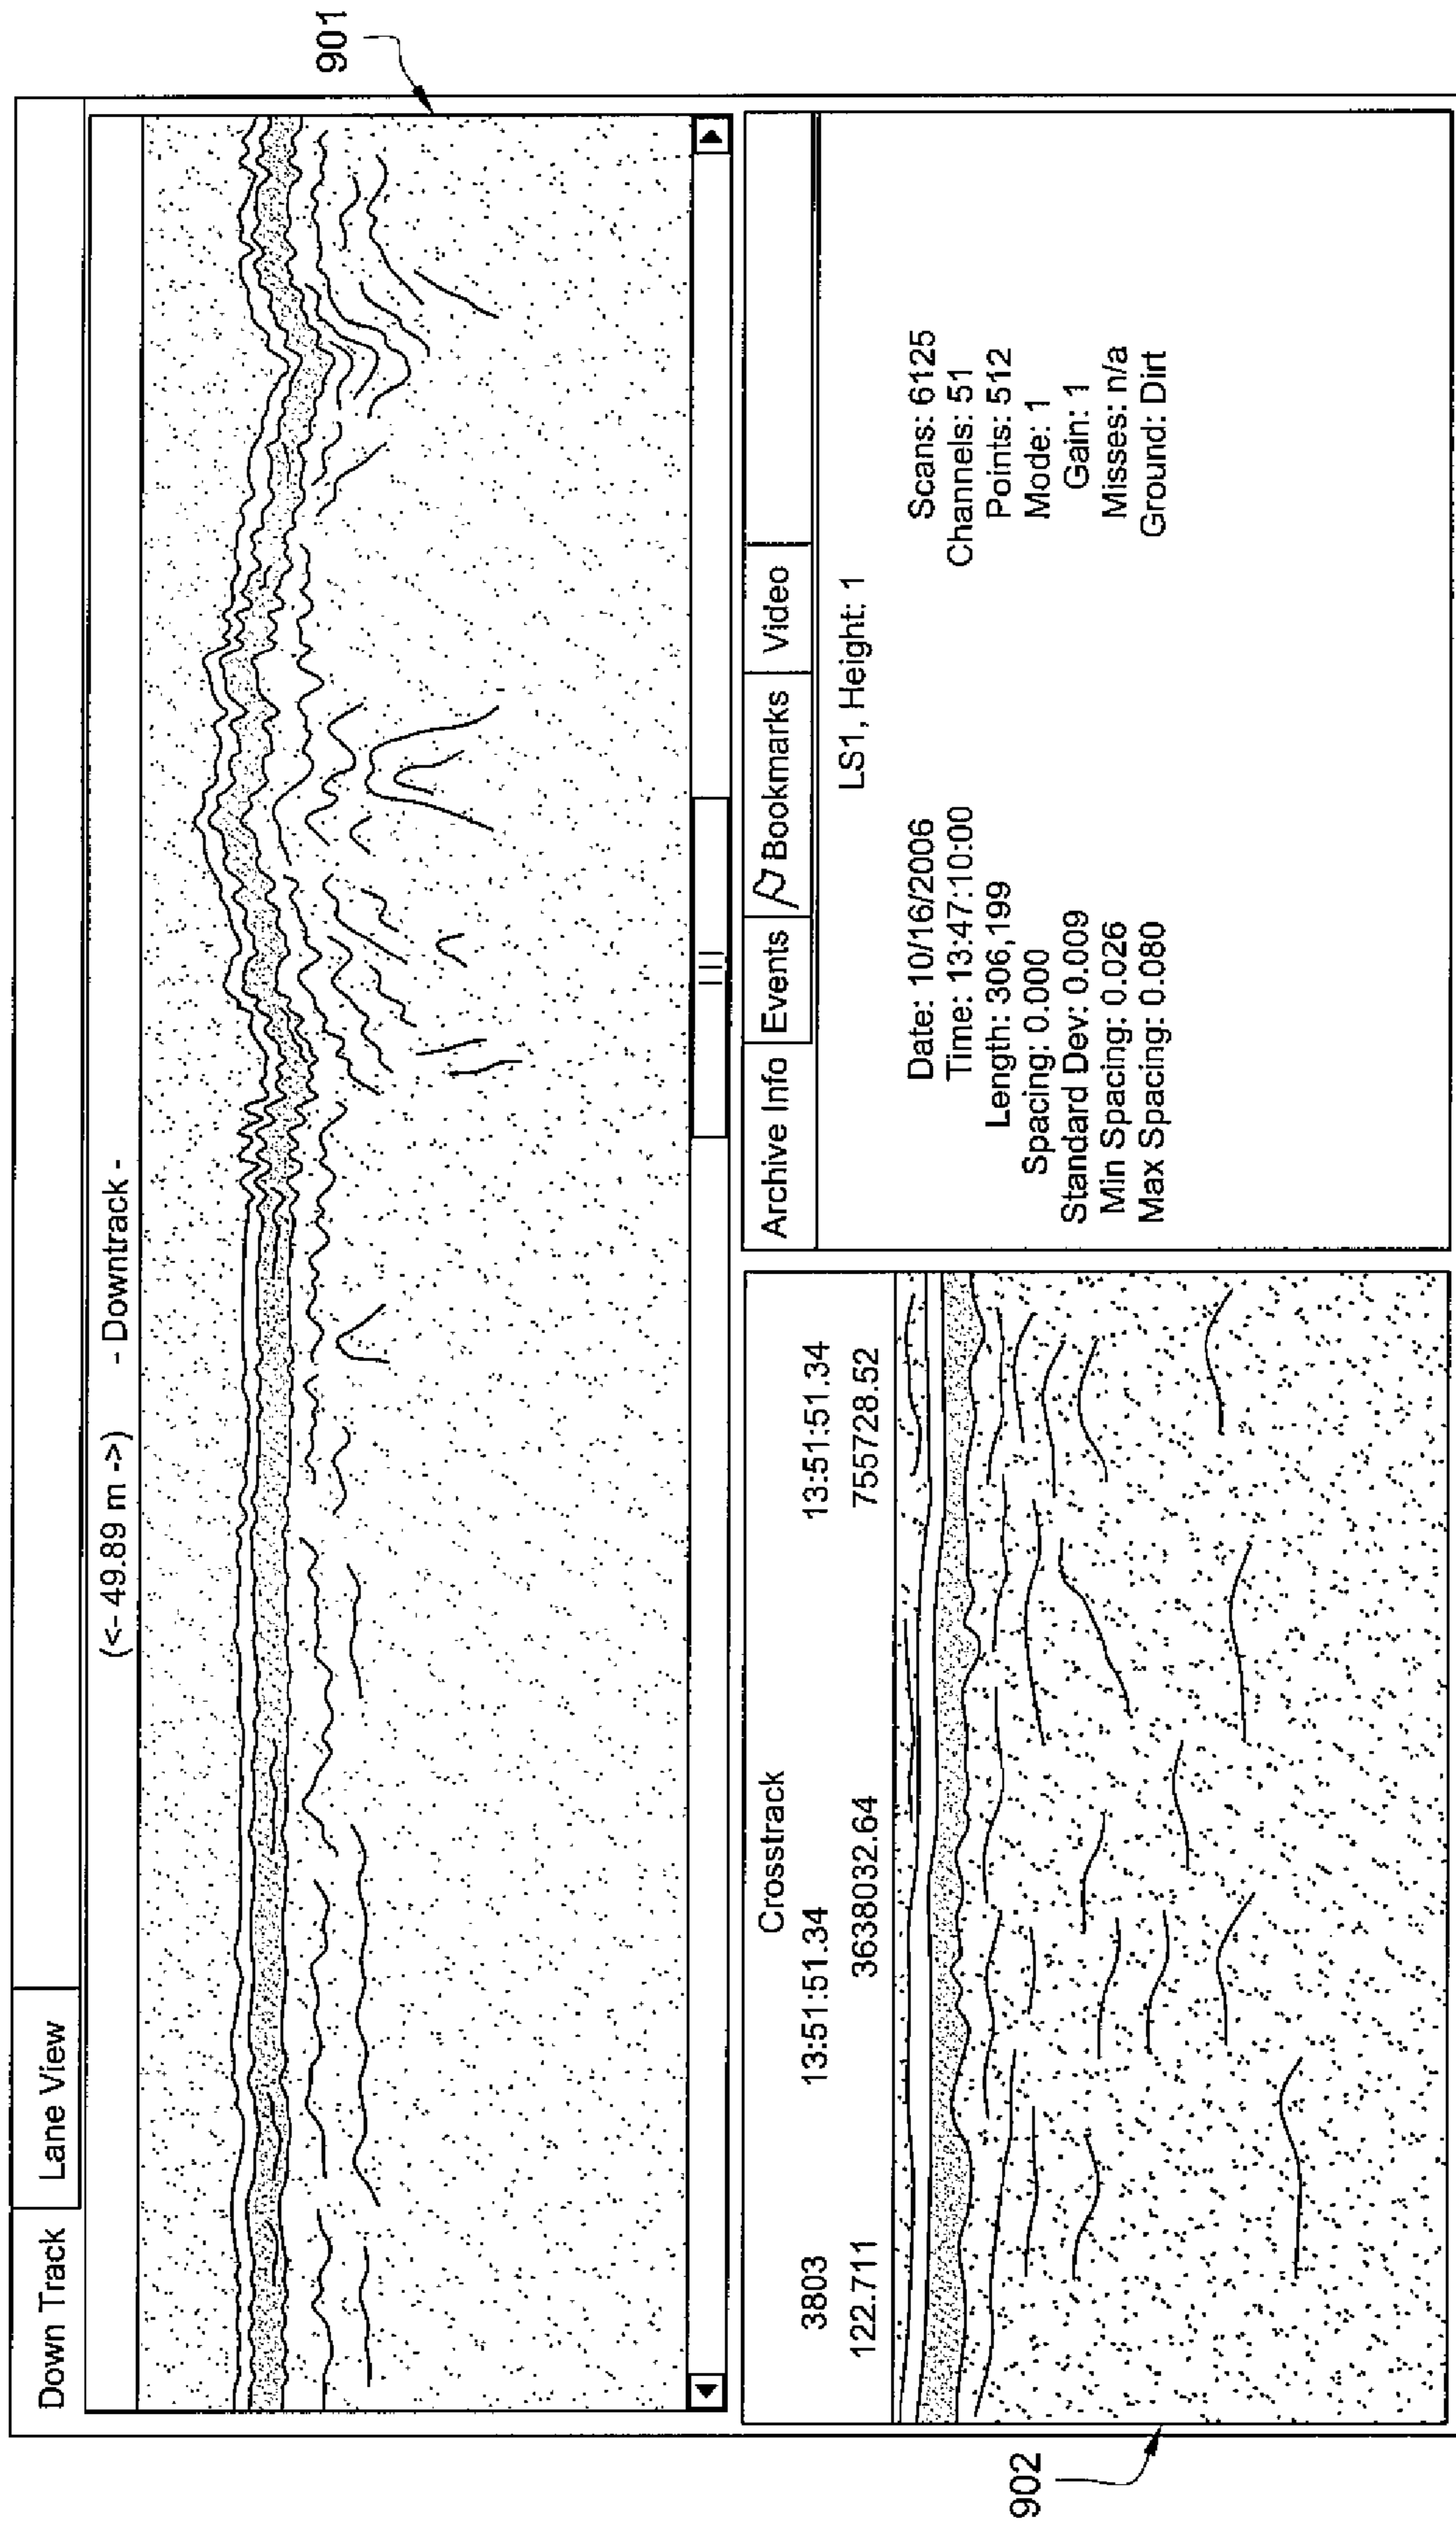 Down Track Lane View
(<- 49.89 m ->) - Downtrack -
901
Crosstrack
3803 13:51:51.34 13:51:51.34
122.711 3638032.64 755728.52
902
Archive Info Events Bookmarks Video
LS1, Height: 1
Date: 10/16/2006 Scans: 6125
Time: 13:47:10:00 Channels: 51
Length: 306,199 Points: 512
Spacing: 0.000 Mode: 1
Standard Dev: 0.009 Gain: 1
Min Spacing: 0.026 Misses: n/a
Max Spacing: 0.080 Ground: Dirt